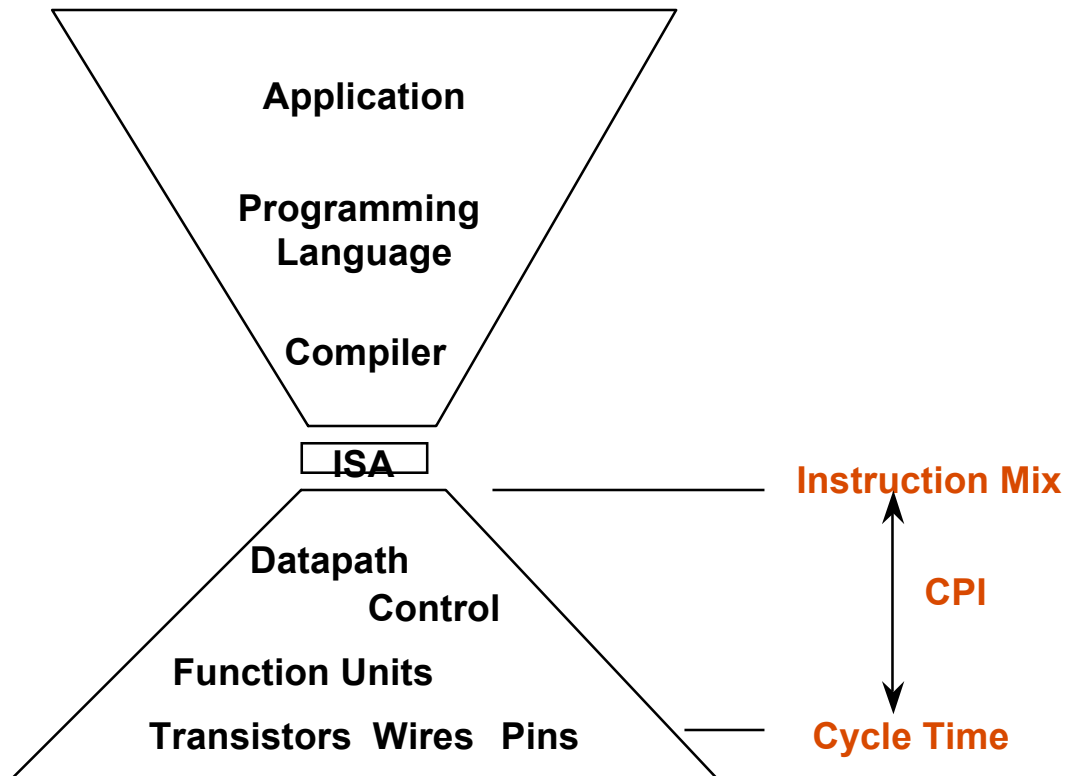 Application
Programming
Language
Compiler
ISA
Instruction Mix
Datapath
Control
CPI
Function Units
Transistors Wires Pins
Cycle Time